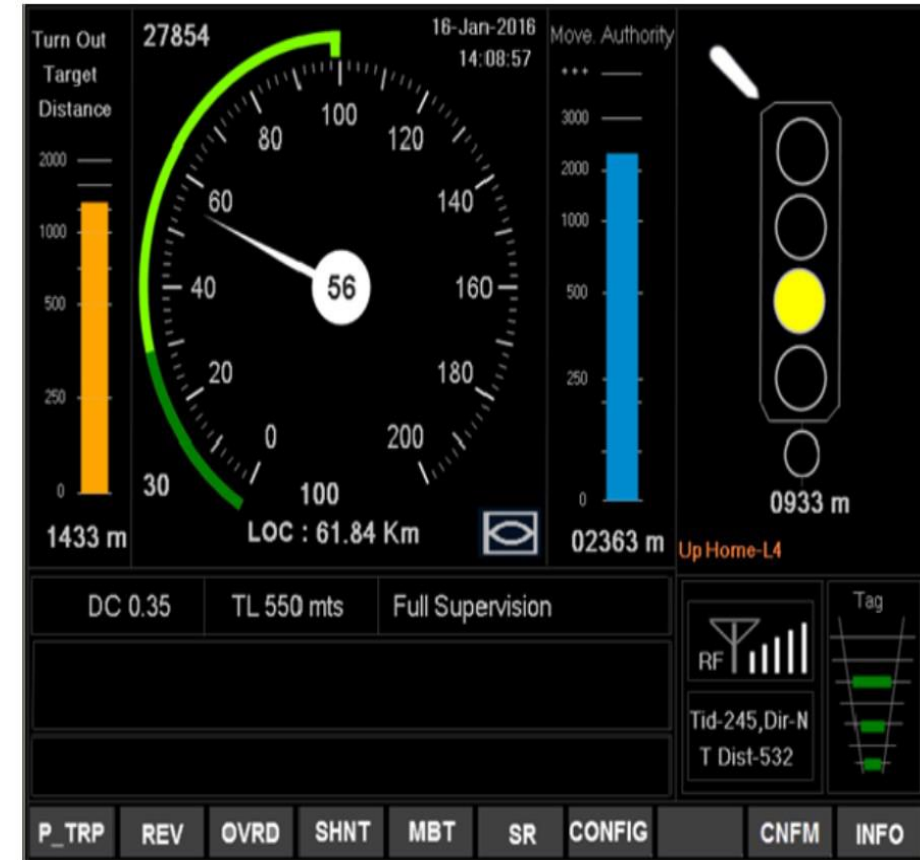 Turn Out
Target
Distance
2000
1000
500
250
0
1433 m
27854
16-Jan-2016
14:08:57
0
20
40
60
80
100
120
140
160
180
200
56
30
100
LOC : 61.84 Km
Move. Authority
+++
3000
2000
1000
500
250
0
02363 m
0933 m
Up Home-L4
DC 0.35
TL 550 mts
Full Supervision
RF
Tag
Tid-245,Dir-N
T Dist-532
P_TRP
REV
OVRD
SHNT
MBT
SR
CONFIG
CNFM
INFO